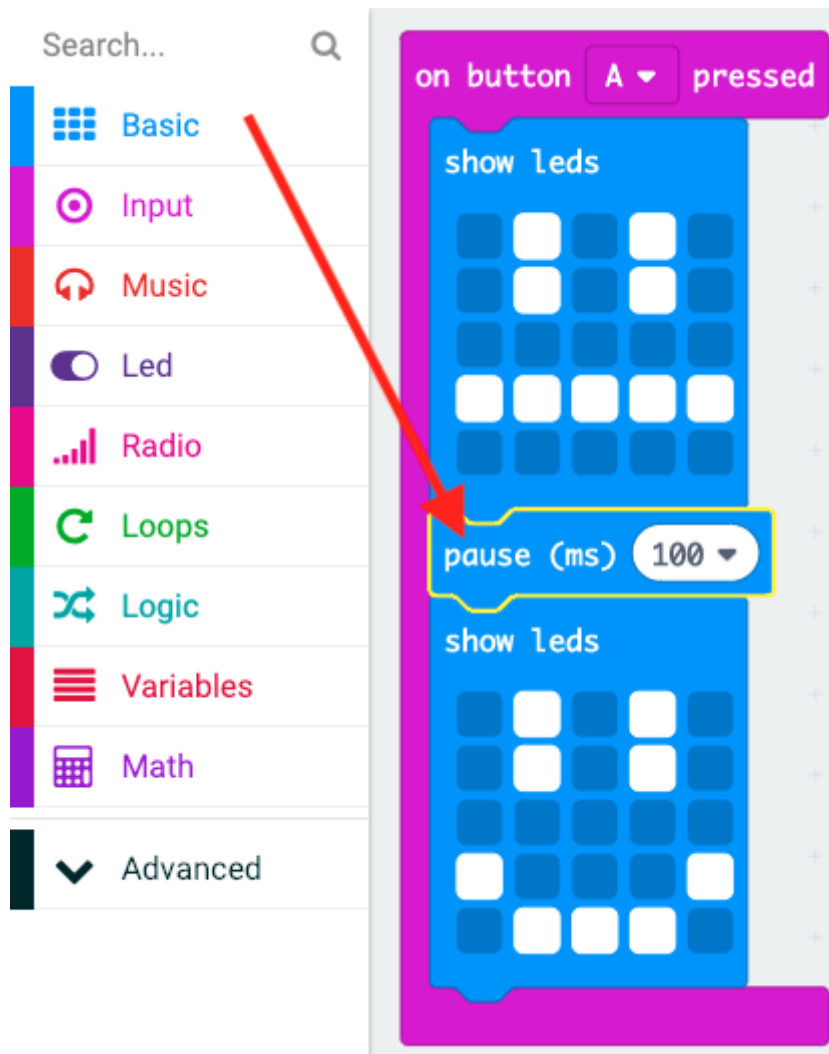 Search...
Basic
Input
Music
Led
Radio
Loops
Logic
Variables
Math
Advanced
on button A pressed
show leds
pause (ms) 100
show leds